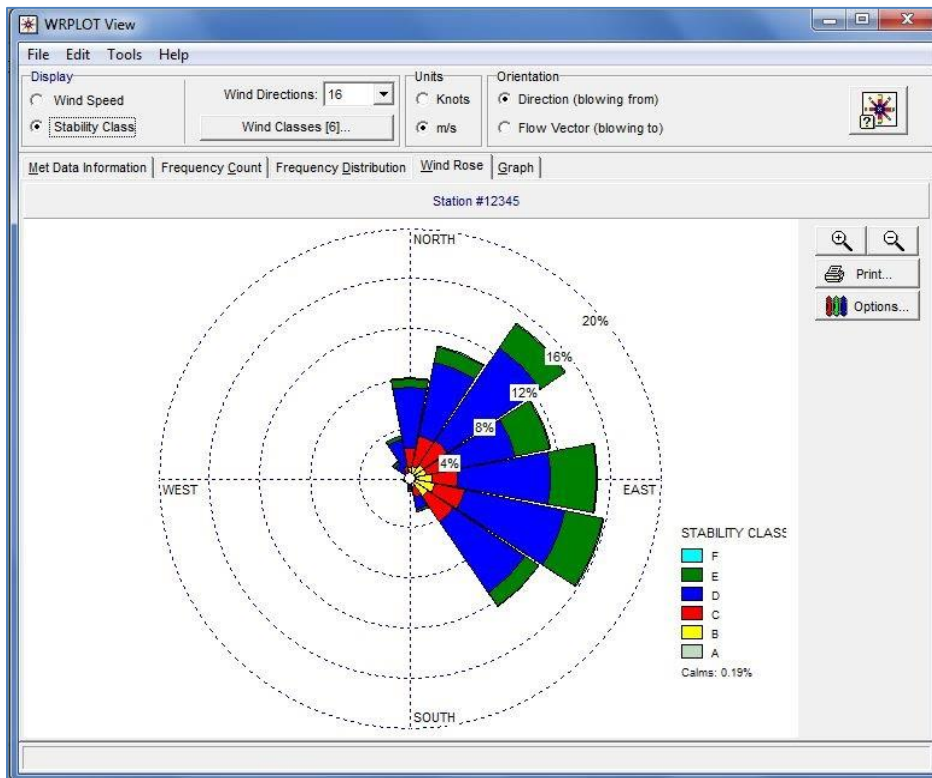 WRPLOT View
File Edit Tools Help
Display
Wind Speed
Stability Class
Wind Directions: 16
Wind Classes [6]...
Units
Knots
m/s
Orientation
Direction (blowing from)
Flow Vector (blowing to)
?
Met Data Information Frequency Count Frequency Distribution Wind Rose Graph
Station #12345
NORTH
20%
16%
12%
8%
4%
WEST
EAST
SOUTH
Print...
Options...
STABILITY CLASS
F
E
D
C
B
A
Calms: 0.19%